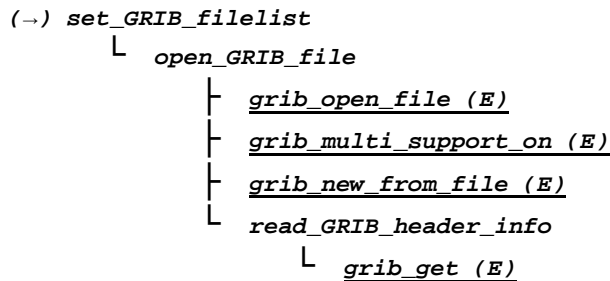 (→) set_GRIB_filelist
└ open_GRIB_file
├ grib_open_file (E)
├ grib_multi_support_on (E)
├ grib_new_from_file (E)
└ read_GRIB_header_info
└ grib_get (E)